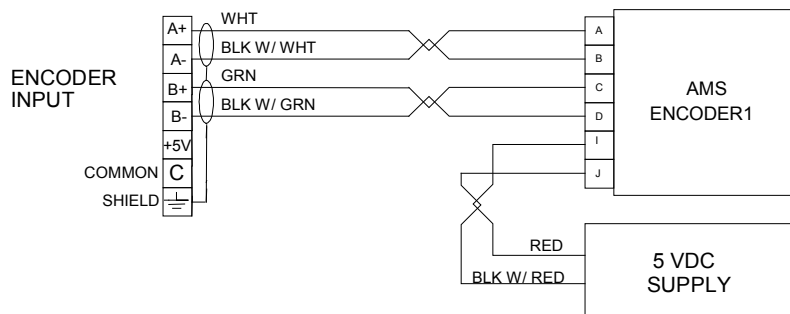 WHT
A+
A
BLK W/ WHT
A-
B
ENCODER
INPUT
GRN
B+
C
AMS
ENCODER1
BLK W/ GRN
B-
D
+5V
I
COMMON
C
J
SHIELD
RED
5 VDC
SUPPLY
BLK W/ RED